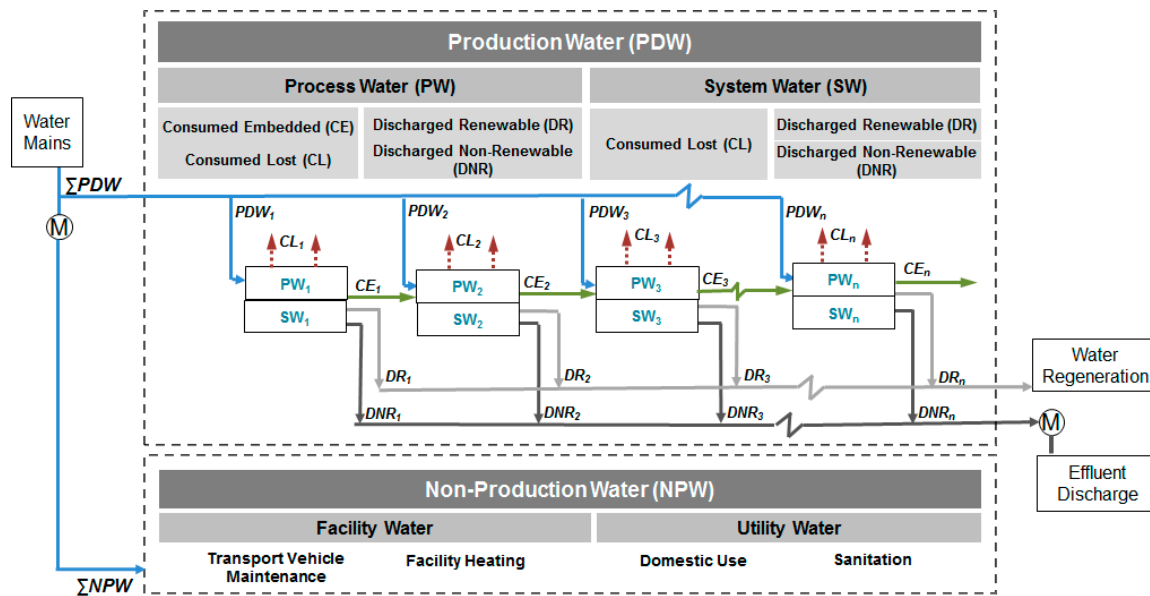 Production Water (PDW)
Process Water (PW)
System Water (SW)
Water
Mains
Consumed Embedded (CE)
Consumed Lost (CL)
Discharged Renewable (DR)
Discharged Non-Renewable
(DNR)
Consumed Lost (CL)
Discharged Renewable (DR)
Discharged Non-Renewable
(DNR)
∑PDW
M
PDW₁
PDW₂
PDW₃
PDWₙ
CL₁
CL₂
CL₃
CLₙ
PW₁
CE₁
PW₂
CE₂
PW₃
CE₃
PWₙ
CEₙ
SW₁
SW₂
SW₃
SWₙ
DR₁
DR₂
DR₃
DRₙ
Water
Regeneration
DNR₁
DNR₂
DNR₃
DNRₙ
M
Effluent
Discharge
Non-Production Water (NPW)
Facility Water
Utility Water
Transport Vehicle
Maintenance
Facility Heating
Domestic Use
Sanitation
∑NPW